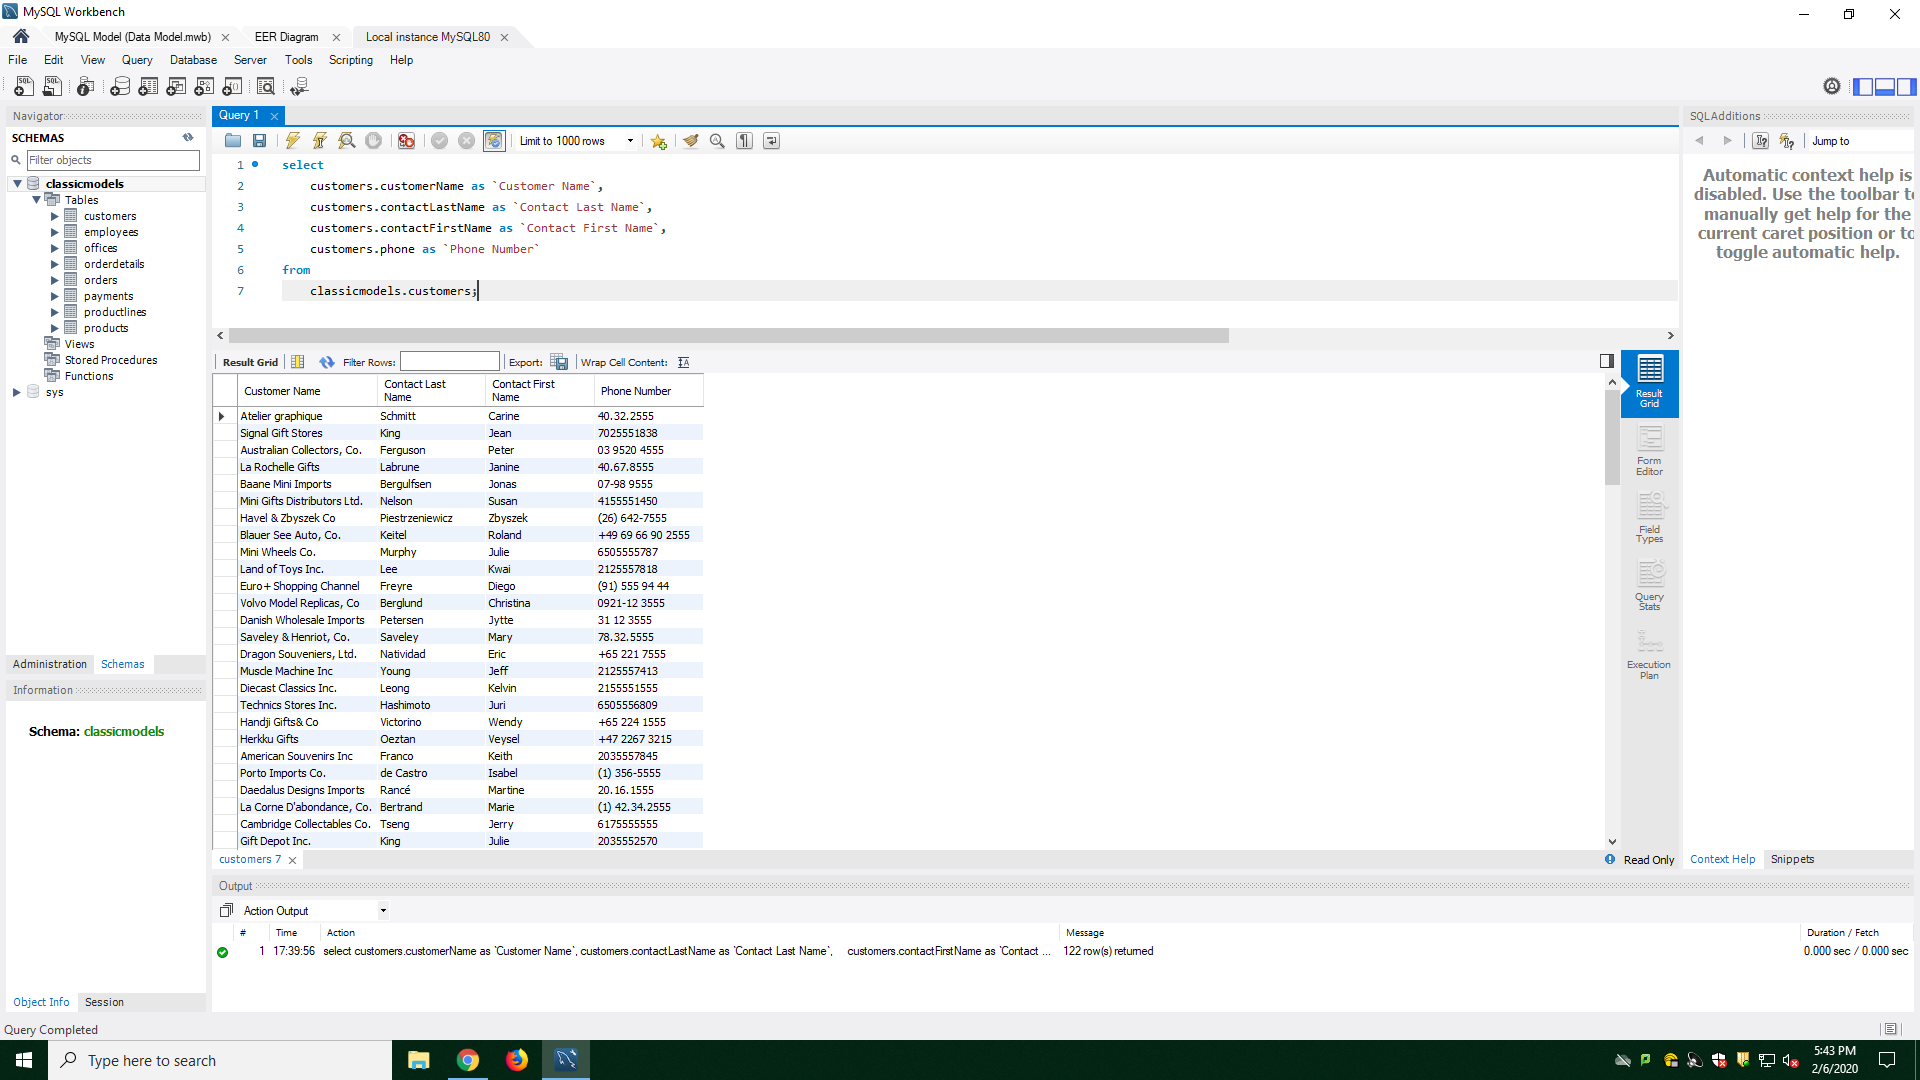 MySQL Workbench
MySQL Model (Data Model.mwb) EER Diagram Local instance MySQL80
File Edit View Query Database Server Tools Scripting Help
Navigator
SCHEMAS
Filter objects
classicmodels
Tables
customers
employees
offices
orderdetails
orders
payments
productlines
products
Views
Stored Procedures
Functions
sys
Administration Schemas
Information
Schema: classicmodels
Object Info Session
Query 1
Limit to 1000 rows
1 select
2 customers.customerName as `Customer Name`,
3 customers.contactLastName as `Contact Last Name`,
4 customers.contactFirstName as `Contact First Name`,
5 customers.phone as `Phone Number`
6 from
7 classicmodels.customers;
Result Grid Filter Rows: Export: Wrap Cell Content:
Customer Name Contact Last Name Contact First Name Phone Number
Atelier graphique Schmitt Carine 40.32.2555
Signal Gift Stores King Jean 7025551838
Australian Collectors, Co. Ferguson Peter 03 9520 4555
La Rochelle Gifts Labrune Janine 40.67.8555
Baane Mini Imports Bergulfsen Jonas 07-98 9555
Mini Gifts Distributors Ltd. Nelson Susan 4155551450
Havel & Zbyszek Co Piestrzeniewicz Zbyszek (26) 642-7555
Blauer See Auto, Co. Keitel Roland +49 69 66 90 2555
Mini Wheels Co. Murphy Julie 6505555787
Land of Toys Inc. Lee Kwai 2125557818
Euro+ Shopping Channel Freyre Diego (91) 555 94 44
Volvo Model Replicas, Co Berglund Christina 0921-12 3555
Danish Wholesale Imports Petersen Jytte 31 12 3555
Saveley & Henriot, Co. Saveley Mary 78.32.5555
Dragon Souveniers, Ltd. Natividad Eric +65 221 7555
Muscle Machine Inc Young Jeff 2125557413
Diecast Classics Inc. Leong Kelvin 2155551555
Technics Stores Inc. Hashimoto Juri 6505556809
Handji Gifts& Co Victorino Wendy +65 224 1555
Herkku Gifts Oeztan Veysel +47 2267 3215
American Souvenirs Inc Franco Keith 2035557845
Porto Imports Co. de Castro Isabel (1) 356-5555
Daedalus Designs Imports Rancé Martine 20.16.1555
La Corne D'abondance, Co. Bertrand Marie (1) 42.34.2555
Cambridge Collectables Co. Tseng Jerry 6175555555
Gift Depot Inc. King Julie 2035552570
customers 7
Read Only
Result Grid
Form Editor
Field Types
Query Stats
Execution Plan
SQLAdditions
Jump to
Automatic context help is
disabled. Use the toolbar to
manually get help for the
current caret position or to
toggle automatic help.
Context Help Snippets
Output
Action Output
# Time Action Message Duration / Fetch
1 17:39:56 select customers.customerName as `Customer Name`, customers.contactLastName as `Contact Last Name`, customers.contactFirstName as `Contact ... 122 row(s) returned 0.000 sec / 0.000 sec
Query Completed
Type here to search
5:43 PM
2/6/2020